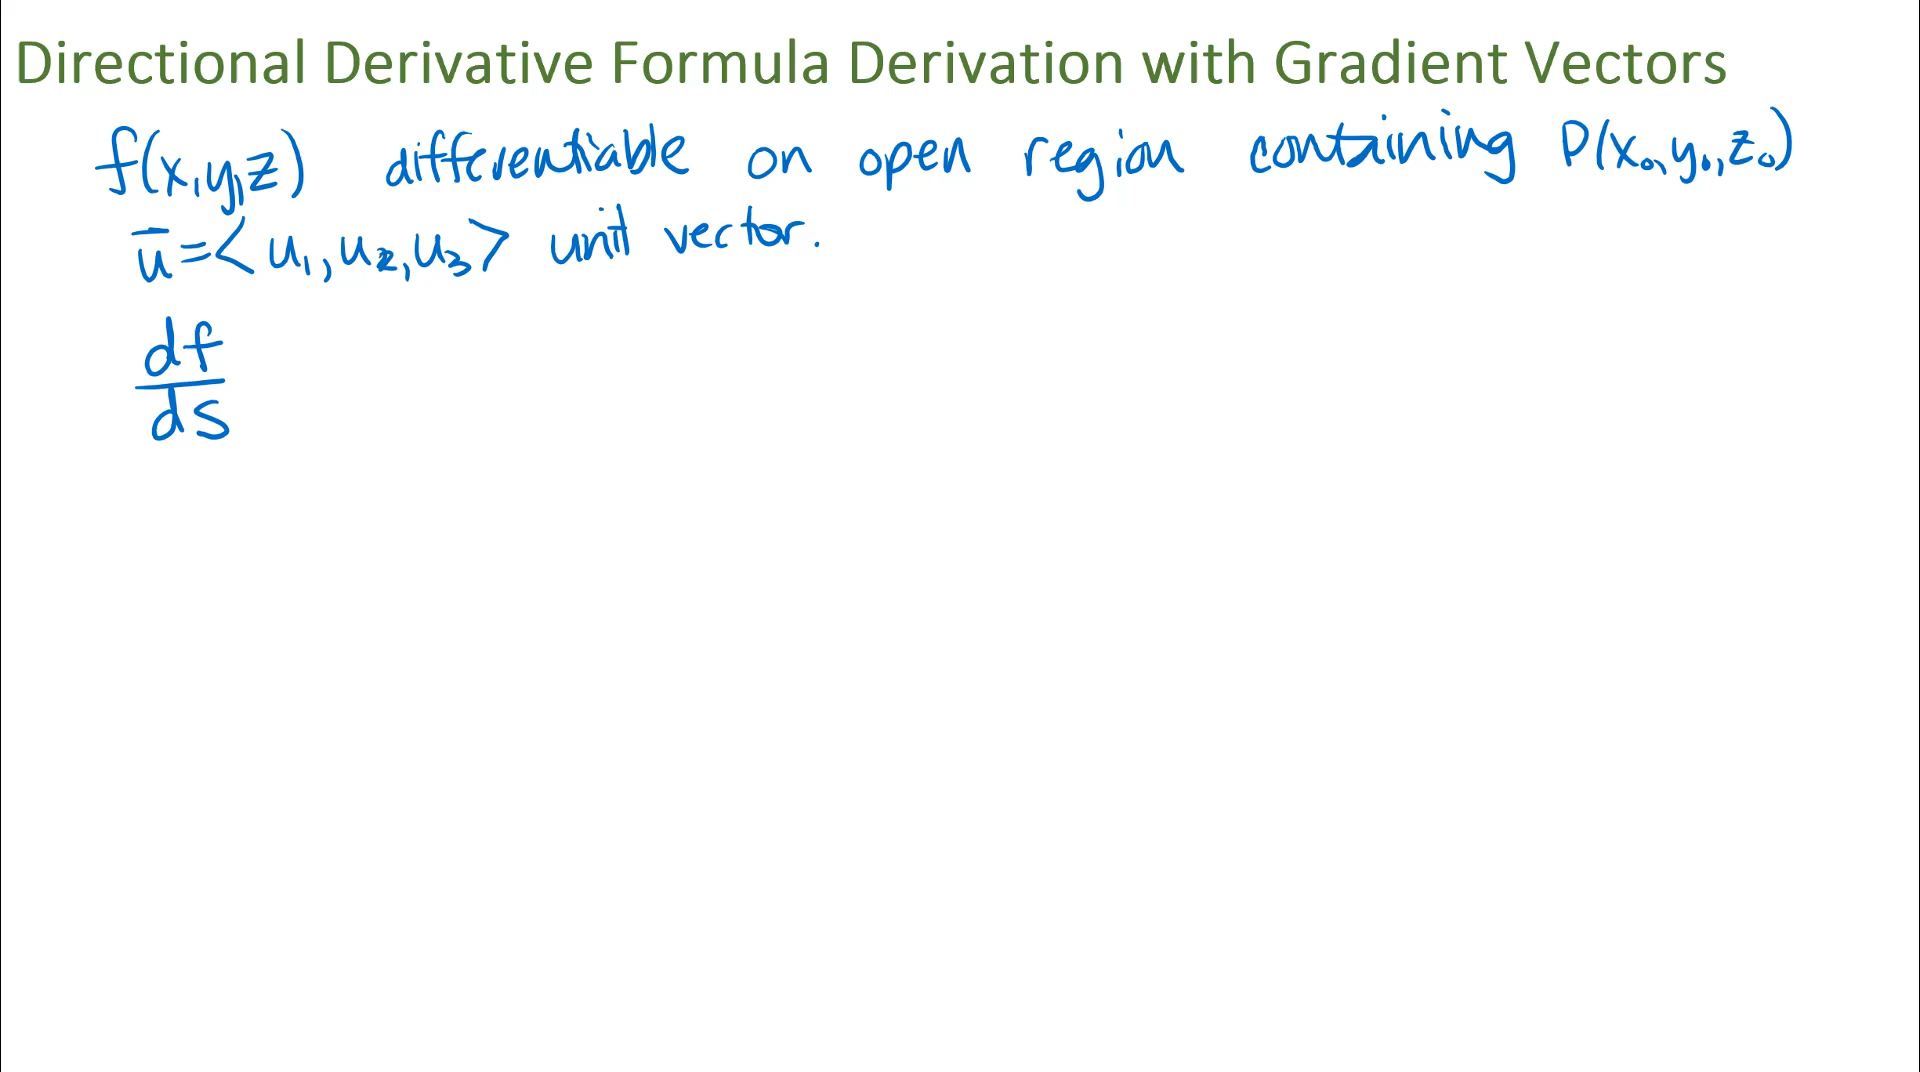 Directional Derivative Formula Derivation with Gradient Vectors
f(x,y,z) differentiable on open region containing P(x₀,y₀,z₀)
ū=<u₁,u₂,u₃> unit vector.
df
ds